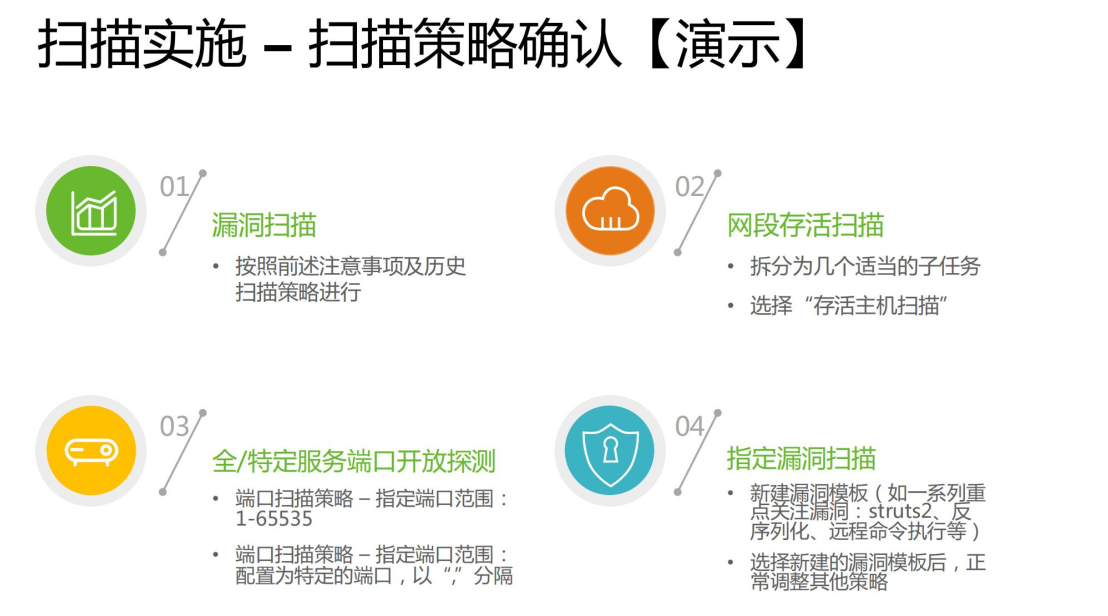 扫描实施 – 扫描策略确认【演示】
01
漏洞扫描
• 按照前述注意事项及历史
扫描策略进行
02
网段存活扫描
• 拆分为几个适当的子任务
• 选择“存活主机扫描”
03
全/特定服务端口开放探测
• 端口扫描策略 – 指定端口范围：
1-65535
• 端口扫描策略 – 指定端口范围：
配置为特定的端口，以“,”分隔
04
指定漏洞扫描
• 新建漏洞模板（如一系列重
点关注漏洞：struts2、反
序列化、远程命令执行等）
• 选择新建的漏洞模板后，正
常调整其他策略